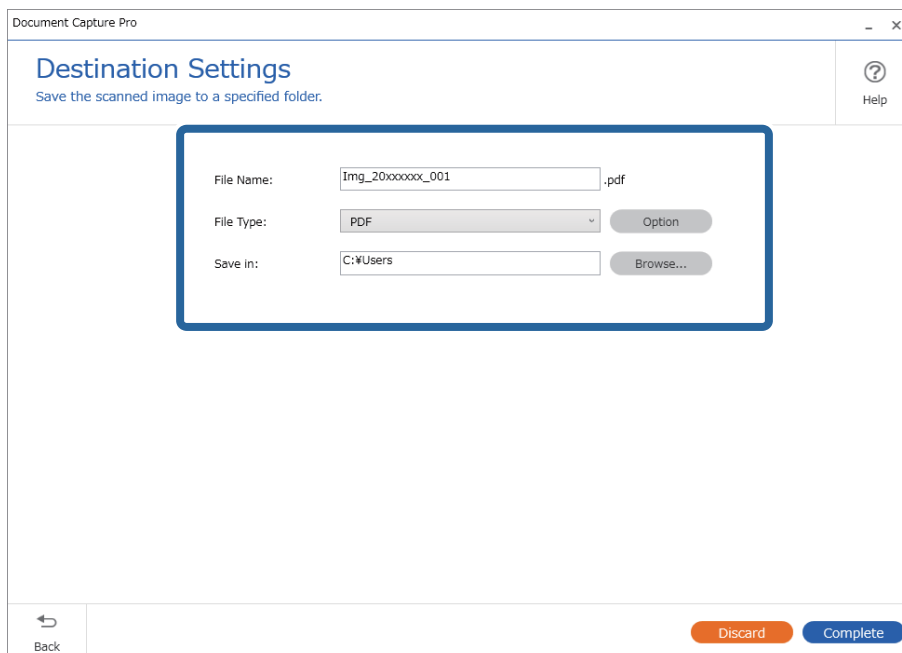 Document Capture Pro
Destination Settings
Save the scanned image to a specified folder.
Help
File Name: Img_20xxxxxx_001 .pdf
File Type: PDF Option
Save in: C:¥Users Browse...
Back
Discard Complete